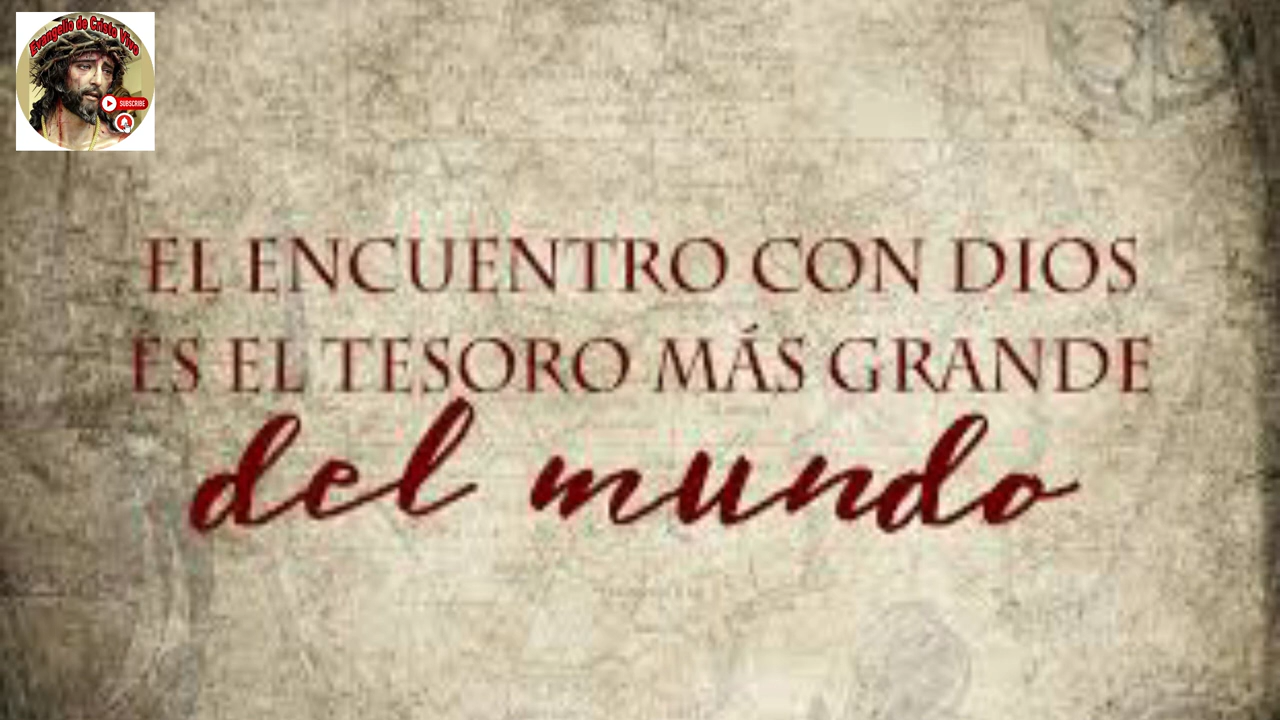 Evangelio de Cristo Vivo
SUBSCRIBE
EL ENCUENTRO CON DIOS
ES EL TESORO MÁS GRANDE
del mundo